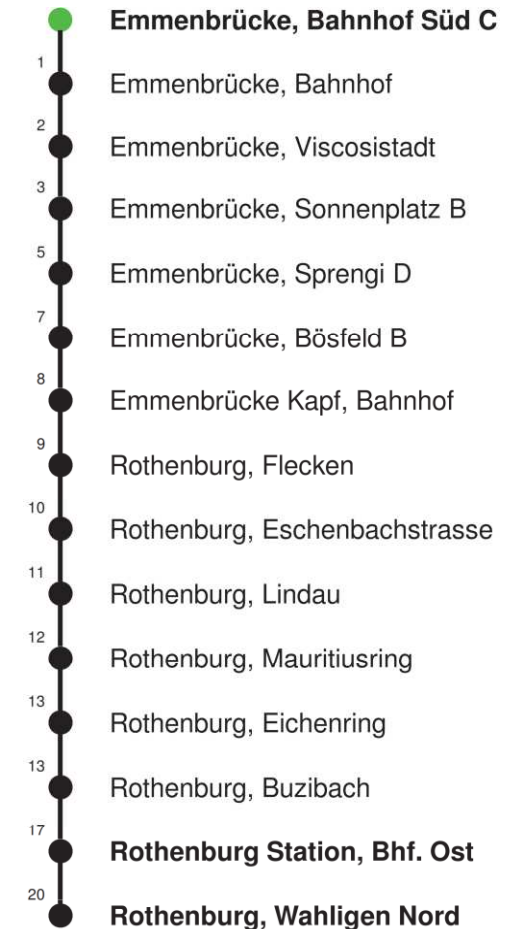 Emmenbrücke, Bahnhof Süd C
1
Emmenbrücke, Bahnhof
2
Emmenbrücke, Viscosistadt
3
Emmenbrücke, Sonnenplatz B
5
Emmenbrücke, Sprengi D
7
Emmenbrücke, Bösfeld B
8
Emmenbrücke Kapf, Bahnhof
9
Rothenburg, Flecken
10
Rothenburg, Eschenbachstrasse
11
Rothenburg, Lindau
12
Rothenburg, Mauritiusring
13
Rothenburg, Eichenring
13
Rothenburg, Buzibach
17
Rothenburg Station, Bhf. Ost
20
Rothenburg, Wahligen Nord